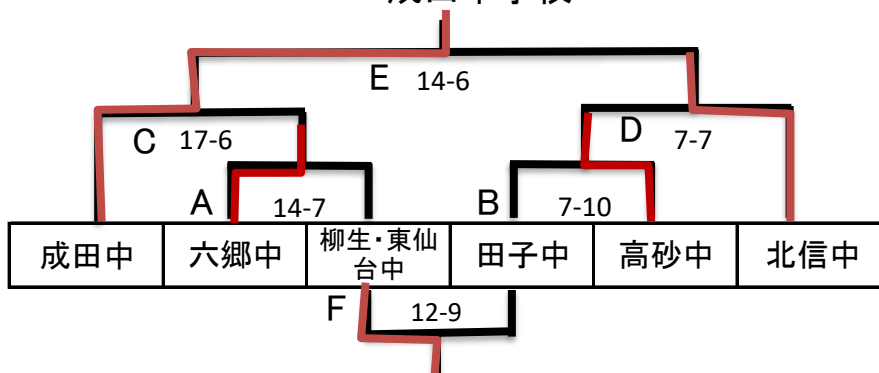 E 14-6
C 17-6
D 7-7
A 14-7
B 7-10
成田中
六郷中
柳生・東仙
台中
田子中
高砂中
北信中
F 12-9